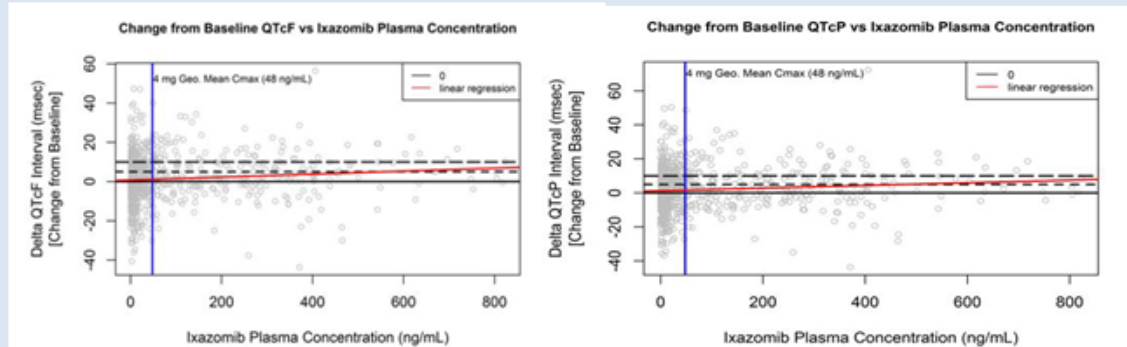 Change from Baseline QTcF vs Ixazomib Plasma Concentration
Delta QTcF Interval (msec)
[Change from Baseline]
60
40
20
0
-20
-40
4 mg Geo. Mean Cmax (48 ng/mL)
0
linear regression
0 200 400 600 800
Ixazomib Plasma Concentration (ng/mL)
Change from Baseline QTcP vs Ixazomib Plasma Concentration
Delta QTcP Interval (msec)
[Change from Baseline]
60
40
20
0
-20
-40
4 mg Geo. Mean Cmax (48 ng/mL)
0
linear regression
0 200 400 600 800
Ixazomib Plasma Concentration (ng/mL)